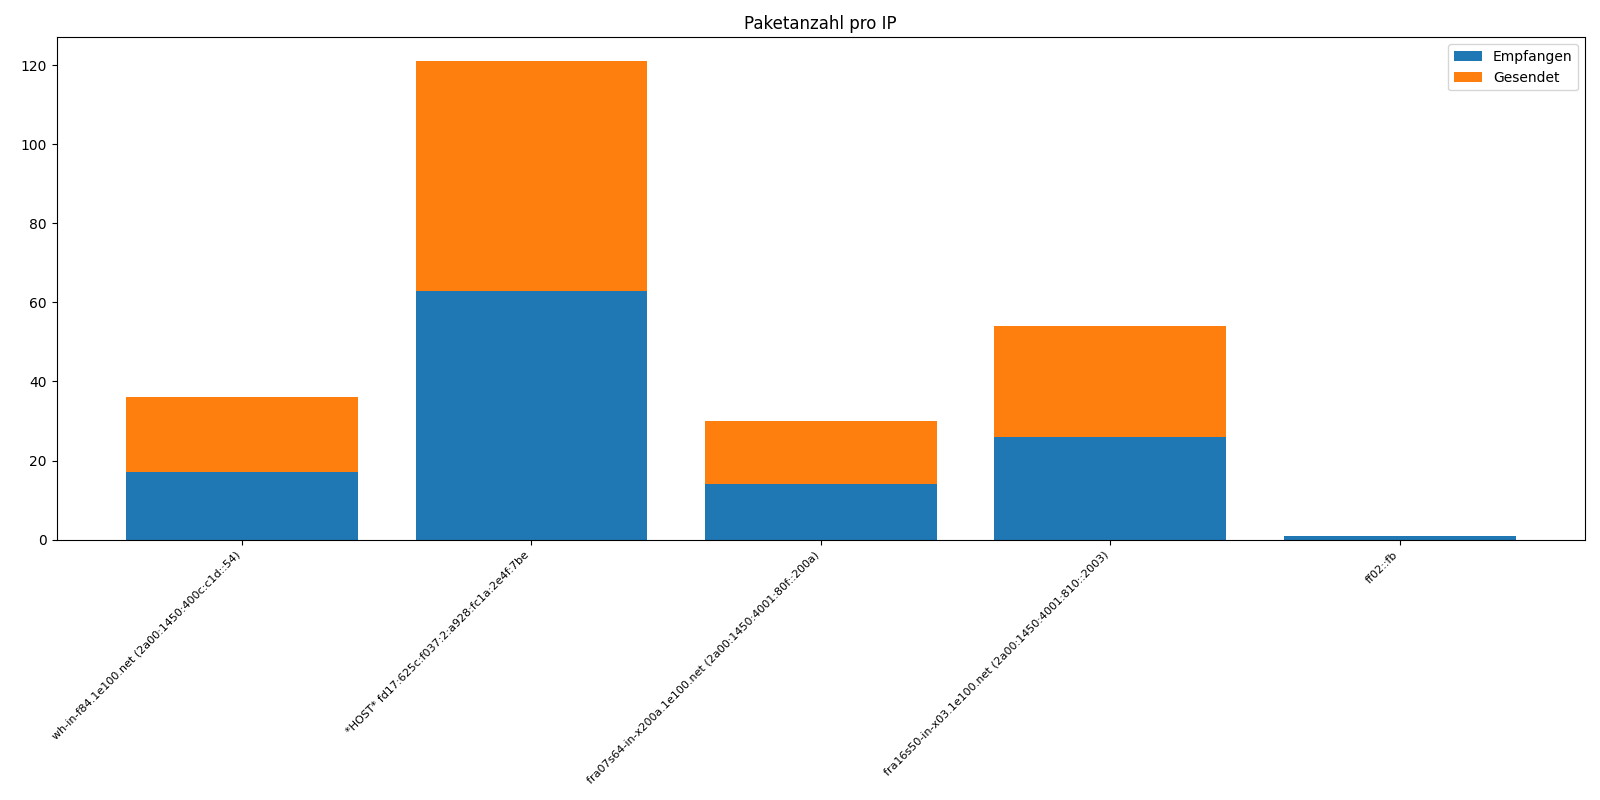 Paketanzahl pro IP
Empfangen
Gesendet
120
100
80
60
40
20
0
wh-in-f84.1e100.net (2a00:1450:400c:c1d::54)
*HOST* fd17:625c:f037:2:a928:fc1a:2e4f:7be
fra07s64-in-x200a.1e100.net (2a00:1450:4001:80f::200a)
fra16s50-in-x03.1e100.net (2a00:1450:4001:810::2003)
ff02::fb